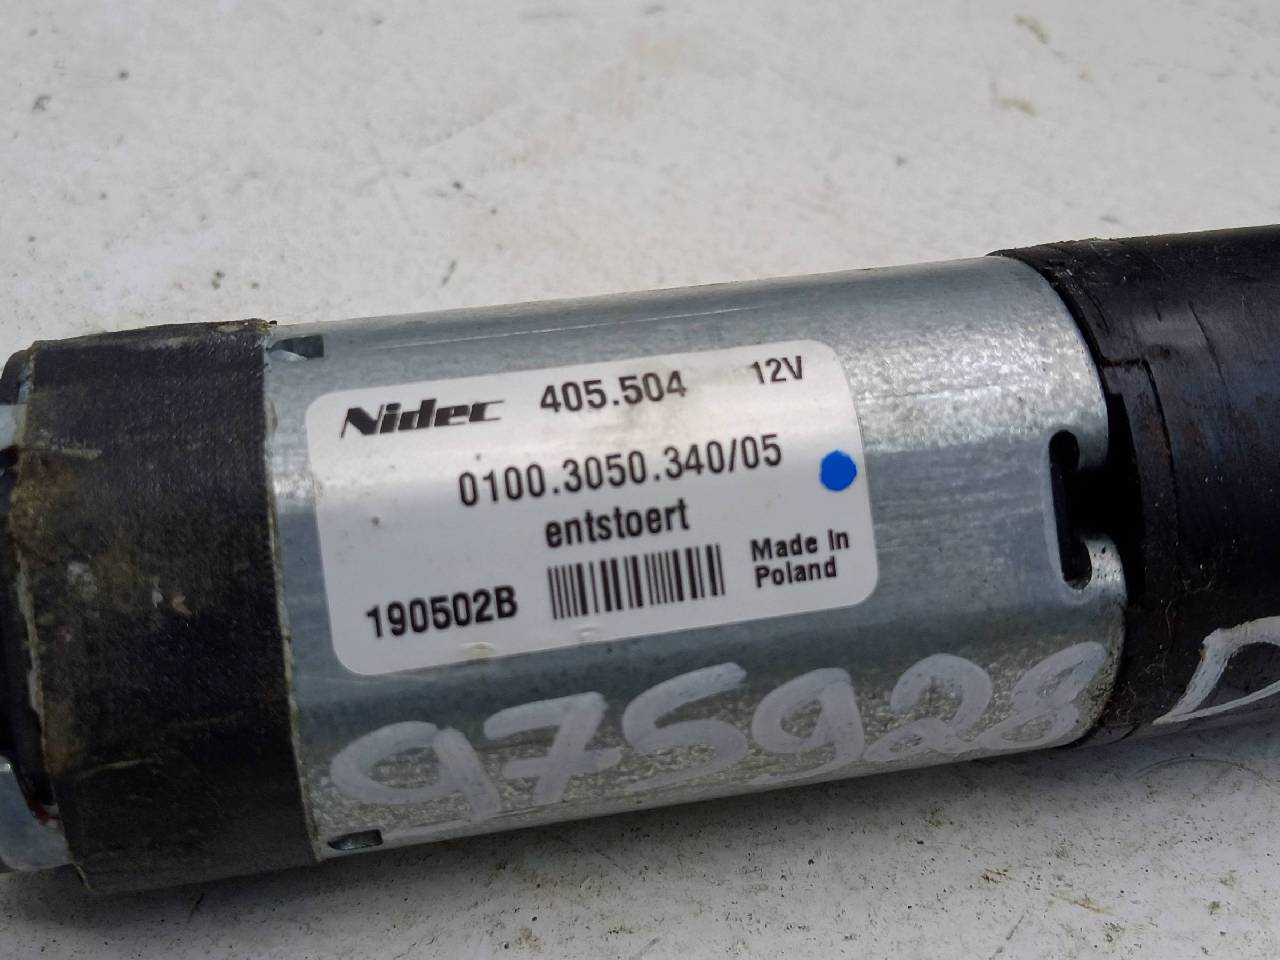 Nidec 405.504 12V
0100.3050.340/05
entstoert
190502B
Made In
Poland
975928